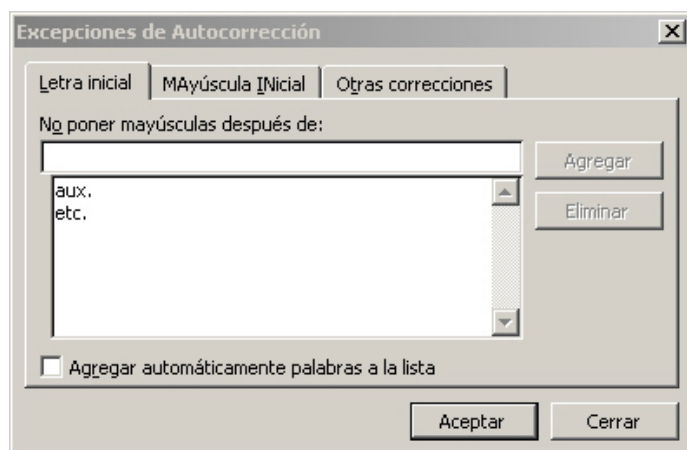 Excepciones de Autocorrección
Letra inicial
MAyúscula INicial
Otras correcciones
No poner mayúsculas después de:
Agregar
aux.
etc.
Eliminar
Agregar automáticamente palabras a la lista
Aceptar
Cerrar